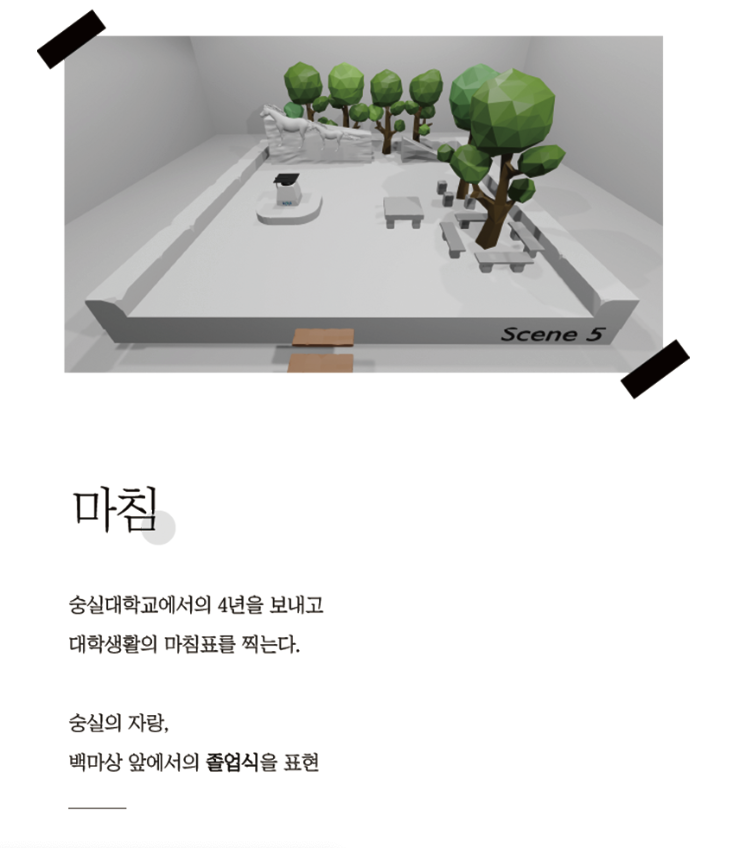 Scene 5
마침
숭실대학교에서의 4년을 보내고
대학생활의 마침표를 찍는다.
숭실의 자랑,
백마상 앞에서의 졸업식을 표현